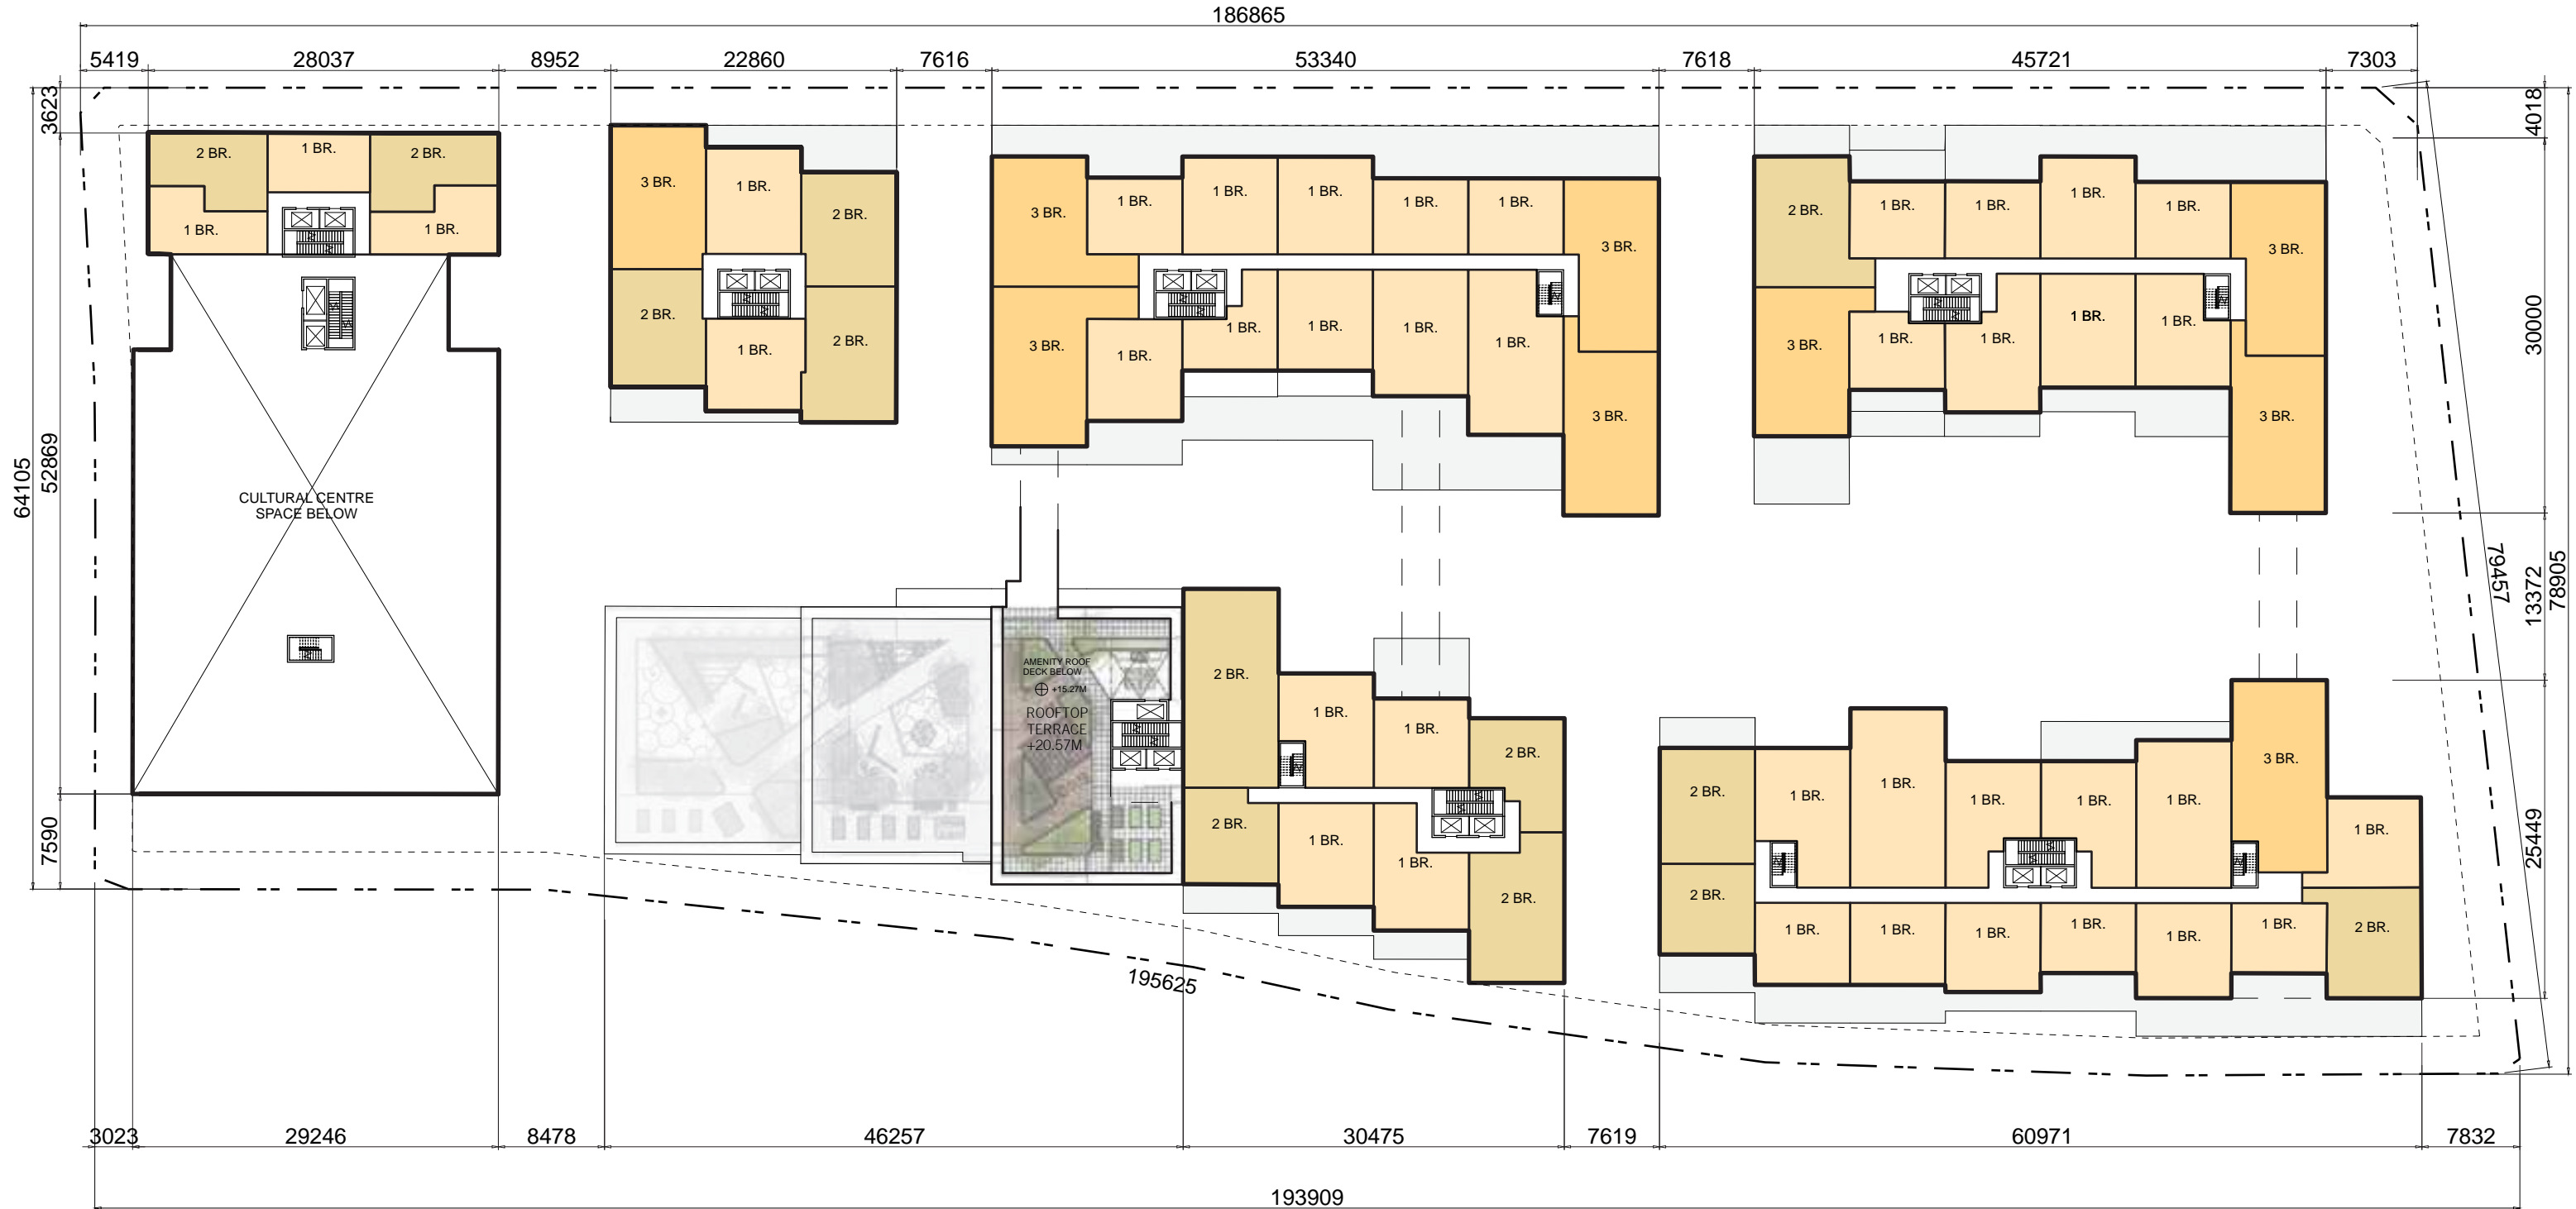 186865
5419 28037 8952 22860 7616 53340 7618 45721 7303
3623
64105
52869
7590
4018
30000
13372
25449
78905
79457
2 BR.
1 BR.
2 BR.
1 BR.
1 BR.
CULTURAL CENTRE
SPACE BELOW
3 BR.
1 BR.
2 BR.
2 BR.
1 BR.
2 BR.
3 BR.
1 BR.
1 BR.
1 BR.
1 BR.
1 BR.
3 BR.
3 BR.
1 BR.
1 BR.
1 BR.
1 BR.
1 BR.
3 BR.
2 BR.
1 BR.
1 BR.
1 BR.
1 BR.
3 BR.
3 BR.
1 BR.
1 BR.
1 BR.
1 BR.
3 BR.
AMENITY ROOF
DECK BELOW
+15.27M
ROOFTOP
TERRACE
+20.57M
2 BR.
1 BR.
1 BR.
2 BR.
2 BR.
1 BR.
1 BR.
2 BR.
2 BR.
1 BR.
1 BR.
1 BR.
1 BR.
1 BR.
3 BR.
1 BR.
2 BR.
1 BR.
1 BR.
1 BR.
1 BR.
1 BR.
1 BR.
2 BR.
195625
3023 29246 8478 46257 30475 7619 60971 7832
193909